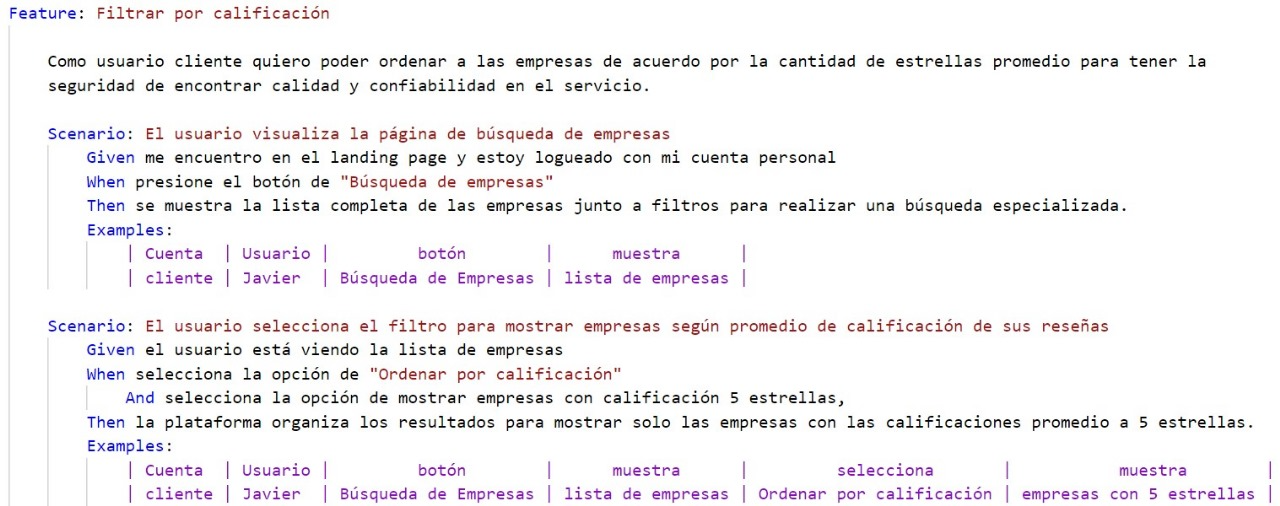 Feature: Filtrar por calificación
Como usuario cliente quiero poder ordenar a las empresas de acuerdo por la cantidad de estrellas promedio para tener la
seguridad de encontrar calidad y confiabilidad en el servicio.
Scenario: El usuario visualiza la página de búsqueda de empresas
Given me encuentro en el landing page y estoy logueado con mi cuenta personal
When presione el botón de "Búsqueda de empresas"
Then se muestra la lista completa de las empresas junto a filtros para realizar una búsqueda especializada.
Examples:
| Cuenta | Usuario | botón | muestra |
| cliente | Javier | Búsqueda de Empresas | lista de empresas |
Scenario: El usuario selecciona el filtro para mostrar empresas según promedio de calificación de sus reseñas
Given el usuario está viendo la lista de empresas
When selecciona la opción de "Ordenar por calificación"
And selecciona la opción de mostrar empresas con calificación 5 estrellas,
Then la plataforma organiza los resultados para mostrar solo las empresas con las calificaciones promedio a 5 estrellas.
Examples:
| Cuenta | Usuario | botón | muestra | selecciona | muestra |
| cliente | Javier | Búsqueda de Empresas | lista de empresas | Ordenar por calificación | empresas con 5 estrellas |